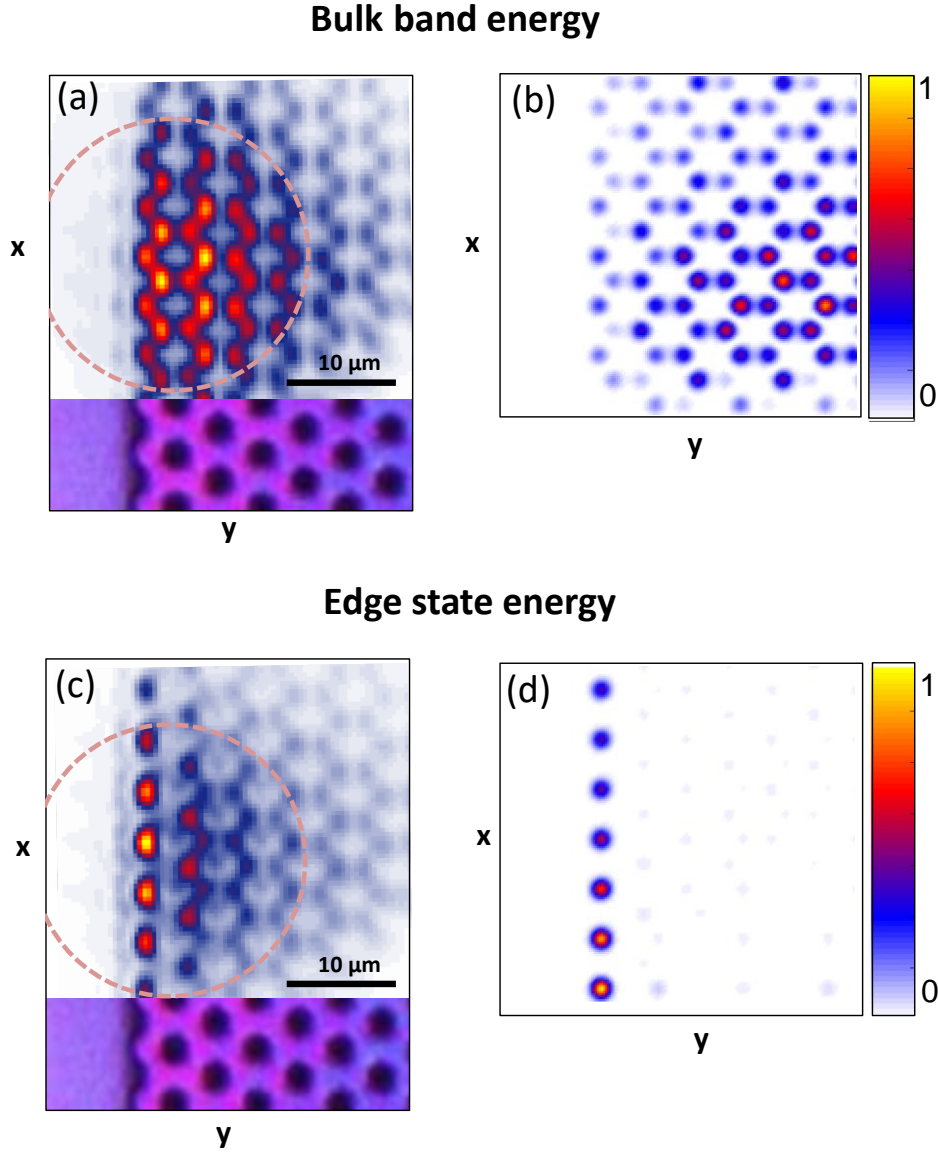 Bulk band energy
(a)
(b)
1
x
x
10 µm
0
y
y
Edge state energy
(c)
(d)
1
x
x
10 µm
0
y
y